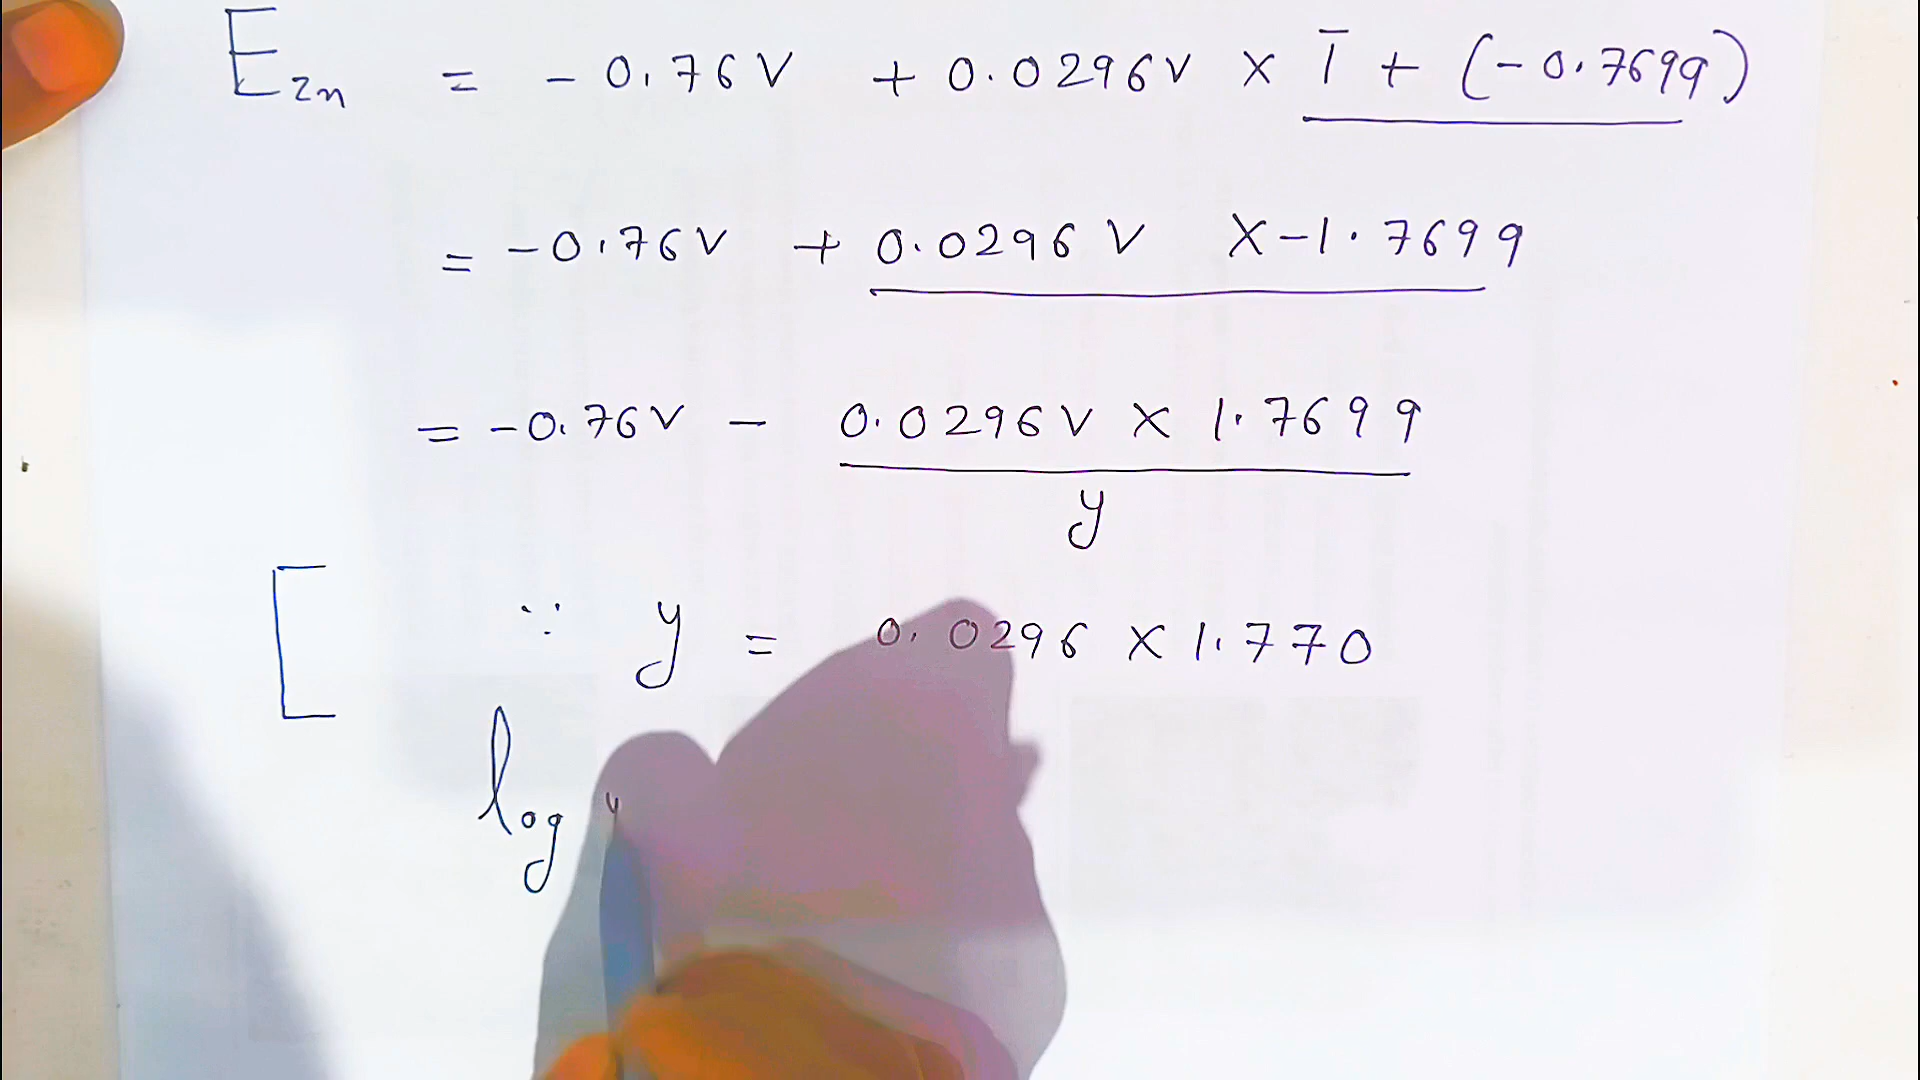 E₂ₙ = - 0.76 V + 0.0296 V × 1̄ + (-0.7699)
= -0.76 V + 0.0296 V × -1.7699
= -0.76 V - 0.0296 V × 1.7699
y
[ ∵ y = 0.0296 × 1.770
log y